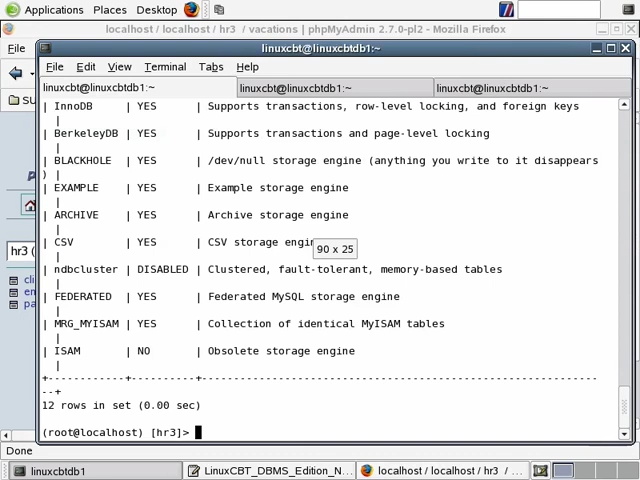 Applications Places Desktop
localhost / localhost / hr3 / vacations | phpMyAdmin 2.7.0-pl2 - Mozilla Firefox
File
linuxcbt@linuxcbtdb1:~
File Edit View Terminal Tabs Help
linuxcbt@linuxcbtdb1:~ linuxcbt@linuxcbtdb1:~ linuxcbt@linuxcbtdb1:~
| InnoDB | YES | Supports transactions, row-level locking, and foreign keys
|
| BerkeleyDB | YES | Supports transactions and page-level locking
|
| BLACKHOLE | YES | /dev/null storage engine (anything you write to it disappears
) |
| EXAMPLE | YES | Example storage engine
|
| ARCHIVE | YES | Archive storage engine
|
| CSV | YES | CSV storage engin
90 x 25
|
| ndbcluster | DISABLED | Clustered, fault-tolerant, memory-based tables
|
| FEDERATED | YES | Federated MySQL storage engine
|
| MRG_MYISAM | YES | Collection of identical MyISAM tables
|
| ISAM | NO | Obsolete storage engine
|
+-----------+----------+---------------------------------------------------------
--+
12 rows in set (0.00 sec)
(root@localhost) [hr3]>
SU
hr3 (
cli
em
pa
Done
linuxcbtdb1 LinuxCBT_DBMS_Edition_N... localhost / localhost / hr3 / ...